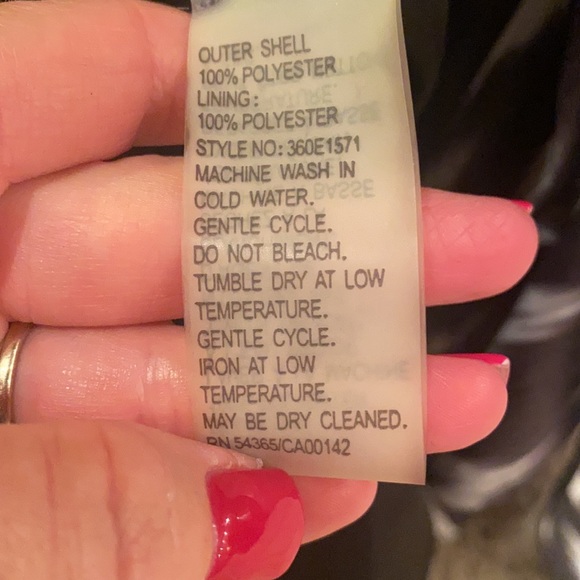 OUTER SHELL
100% POLYESTER
LINING:
100% POLYESTER
STYLE NO: 360E1571
MACHINE WASH IN
COLD WATER.
GENTLE CYCLE.
DO NOT BLEACH.
TUMBLE DRY AT LOW
TEMPERATURE.
GENTLE CYCLE.
IRON AT LOW
TEMPERATURE.
MAY BE DRY CLEANED.
RN 54365/CA00142